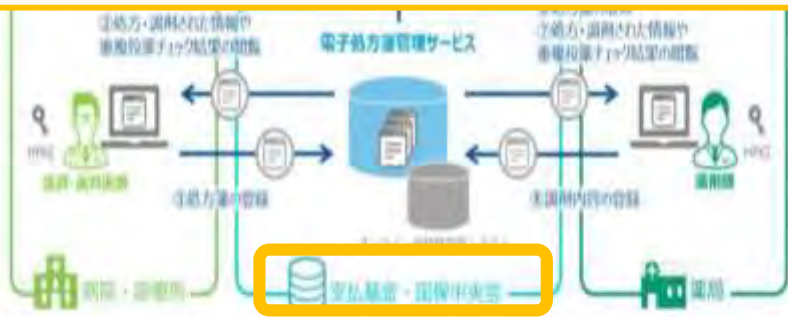 ②処方・調剤された情報や
重複投薬チェック結果の閲覧
電子処方箋管理サービス
⑦処方・調剤された情報や
重複投薬チェック結果の閲覧
HPKI
HPKI
医師・歯科医師
薬剤師
③処方箋の登録
⑧調剤内容の登録
病院・診療所
支払基金・国保中央会
薬局